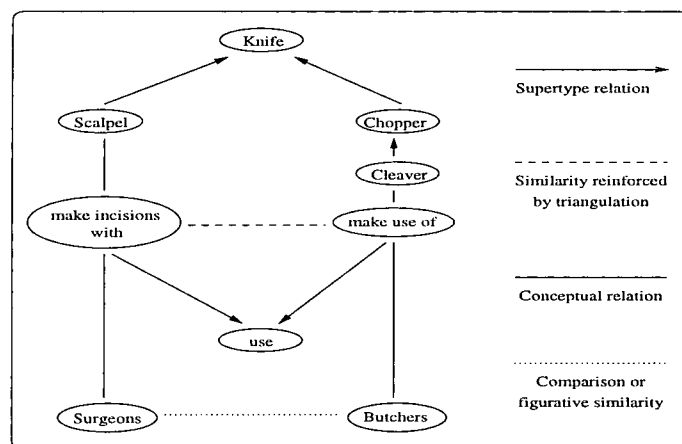 Knife
Supertype relation
Scalpel
Chopper
Cleaver
Similarity reinforced
by triangulation
make incisions
with
make use of
Conceptual relation
use
Comparison or
figurative similarity
Surgeons
Butchers